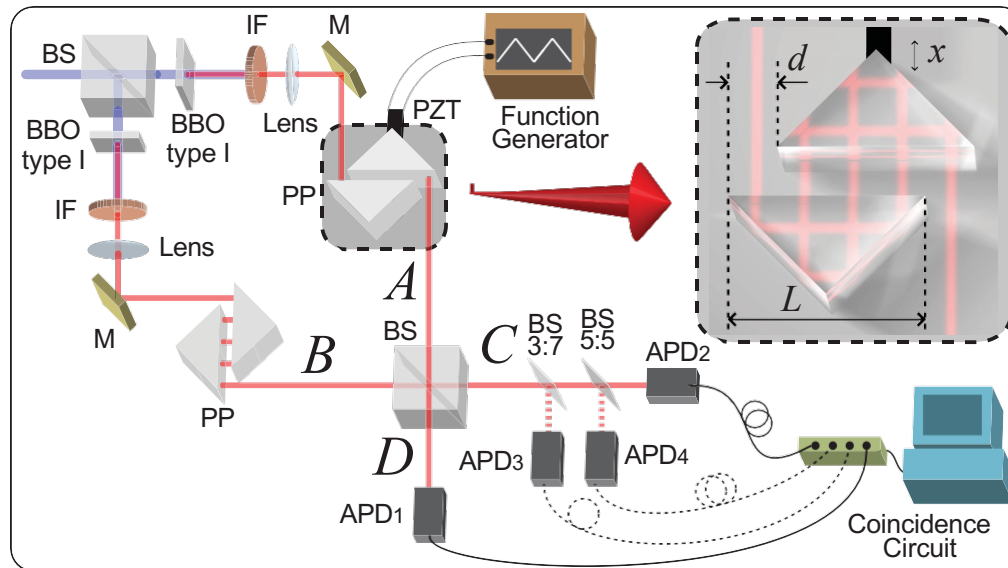 BS
IF
M
BBO
type I
Lens
PZT
Function
Generator
BBO
type I
PP
IF
Lens
M
PP
A
B
BS
C
D
BS
3:7
BS
5:5
APD2
APD3
APD4
APD1
Coincidence
Circuit
d
x
L